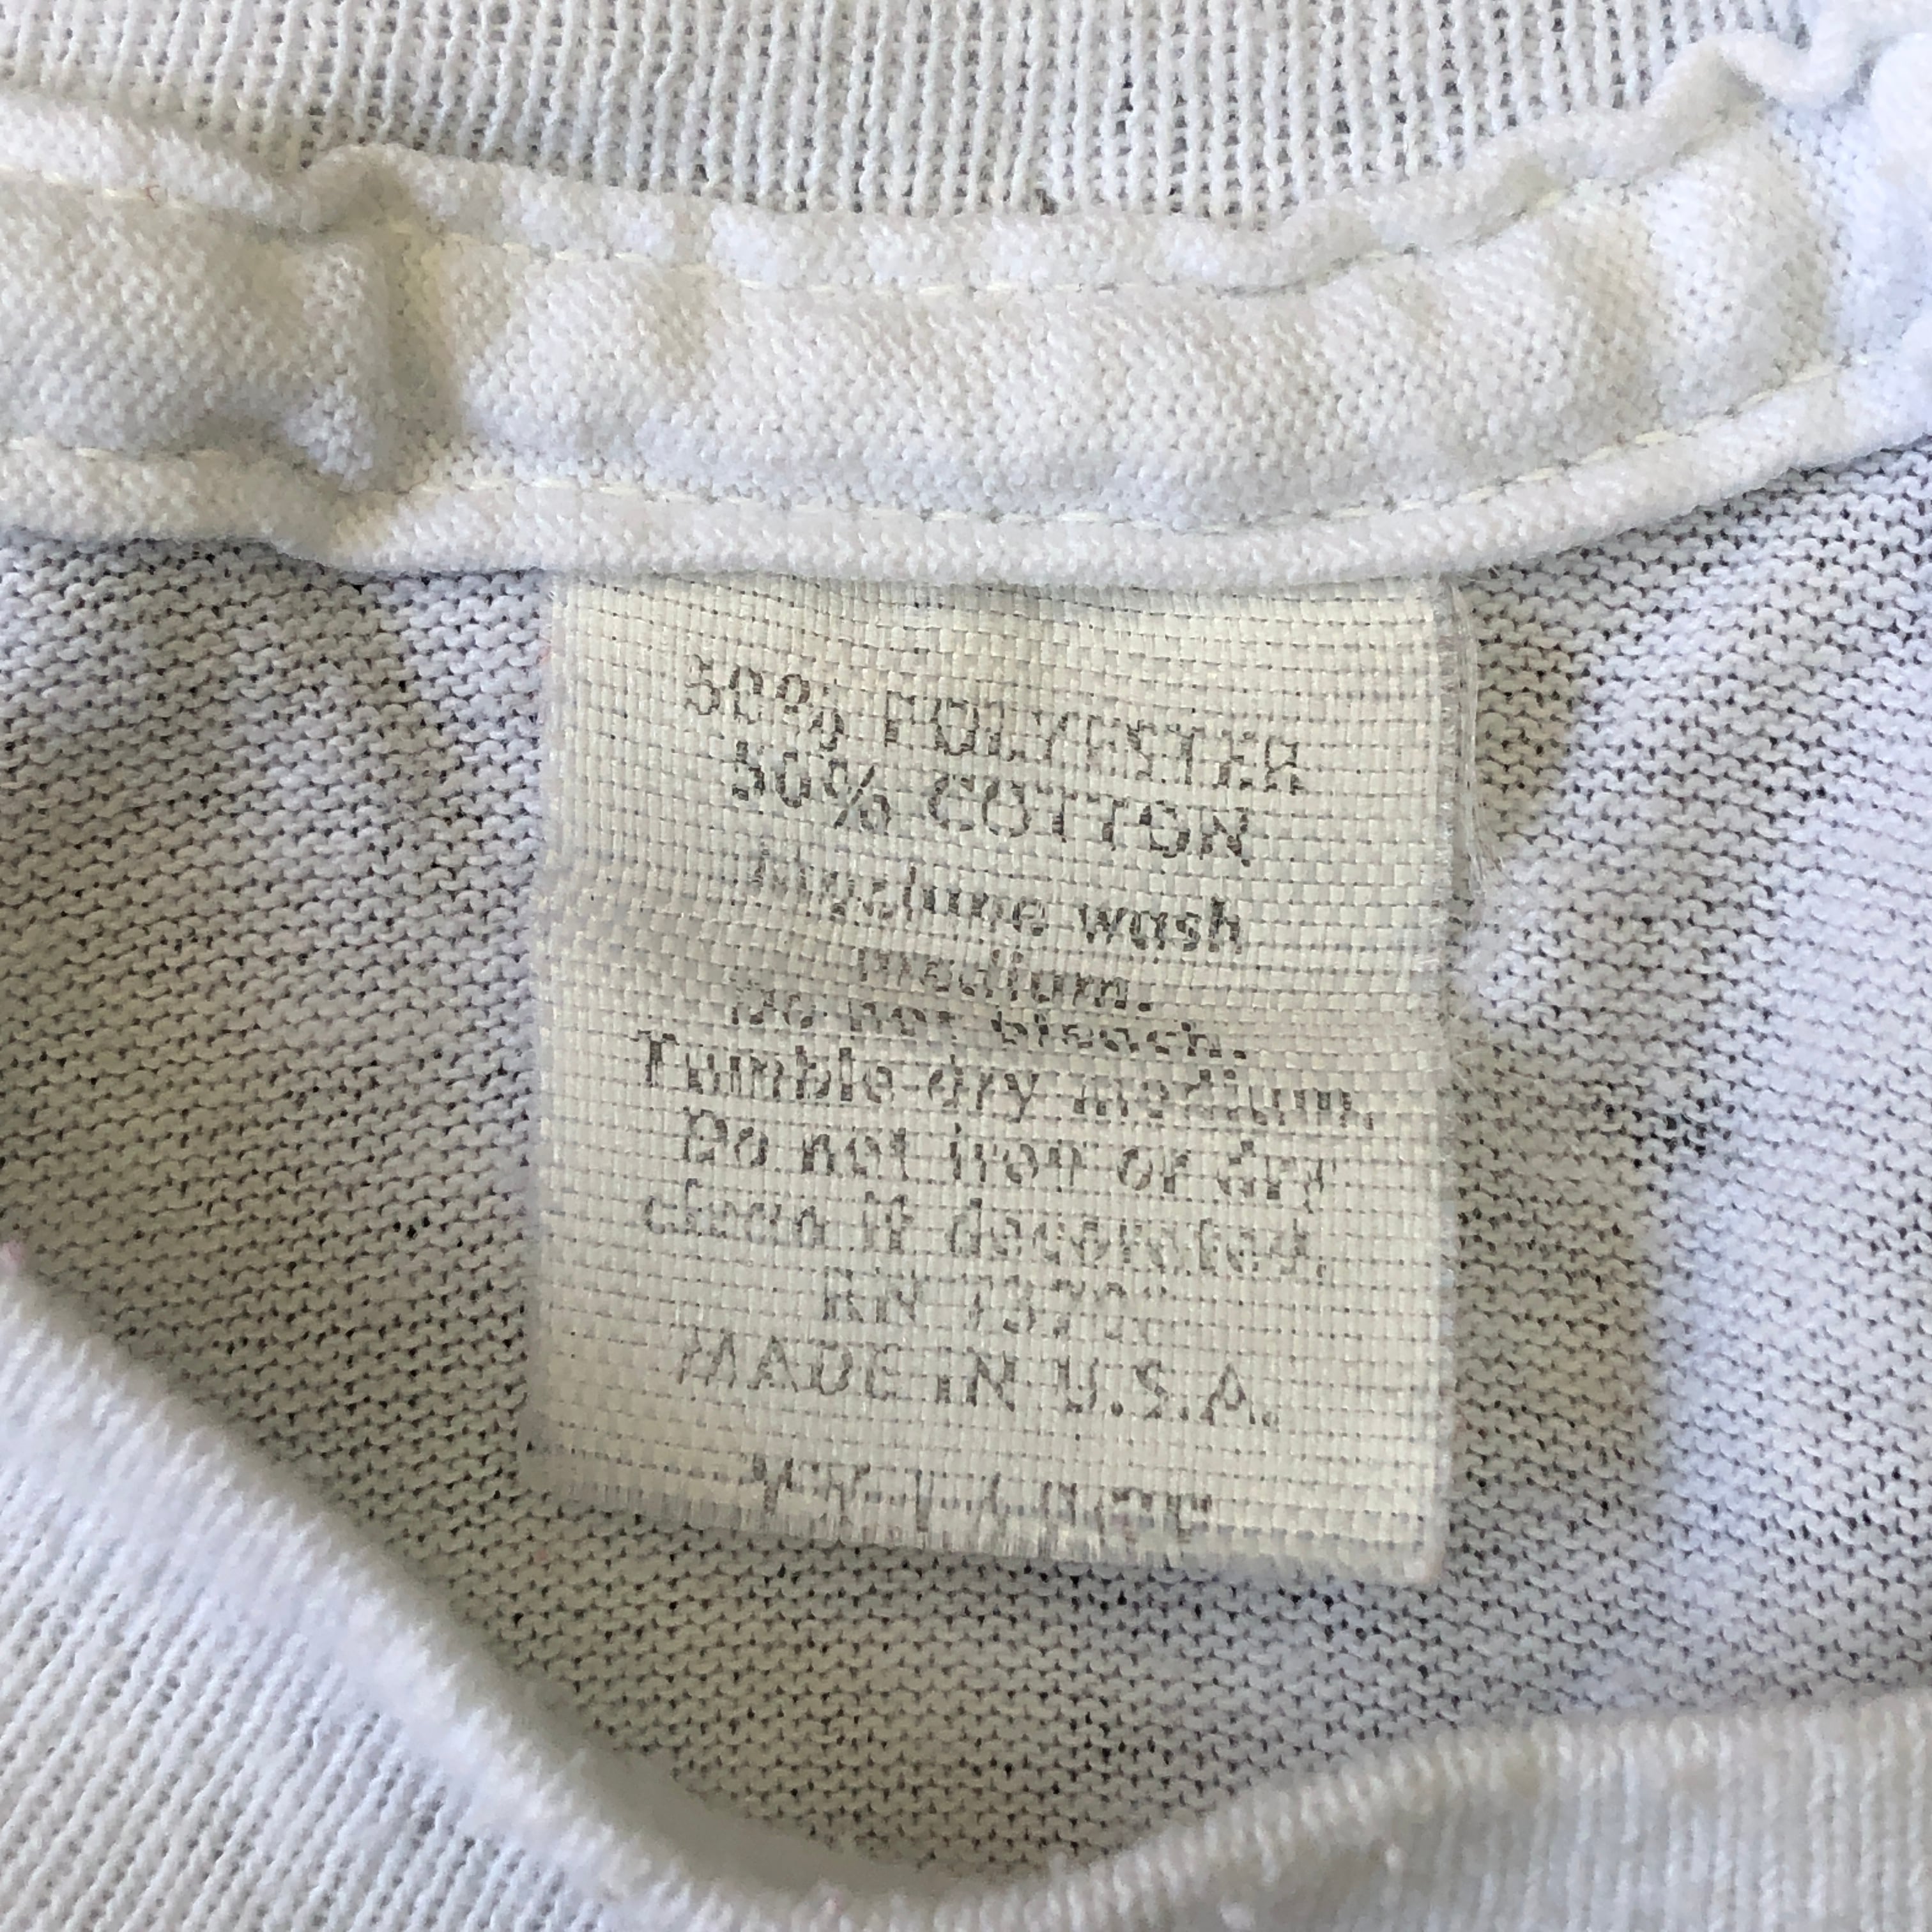 50% POLYESTER
50% COTTON
Machine wash
medium.
Do not bleach.
Tumble dry medium.
Do not iron or dry
clean if decorated.
RN
MADE IN U.S.A.